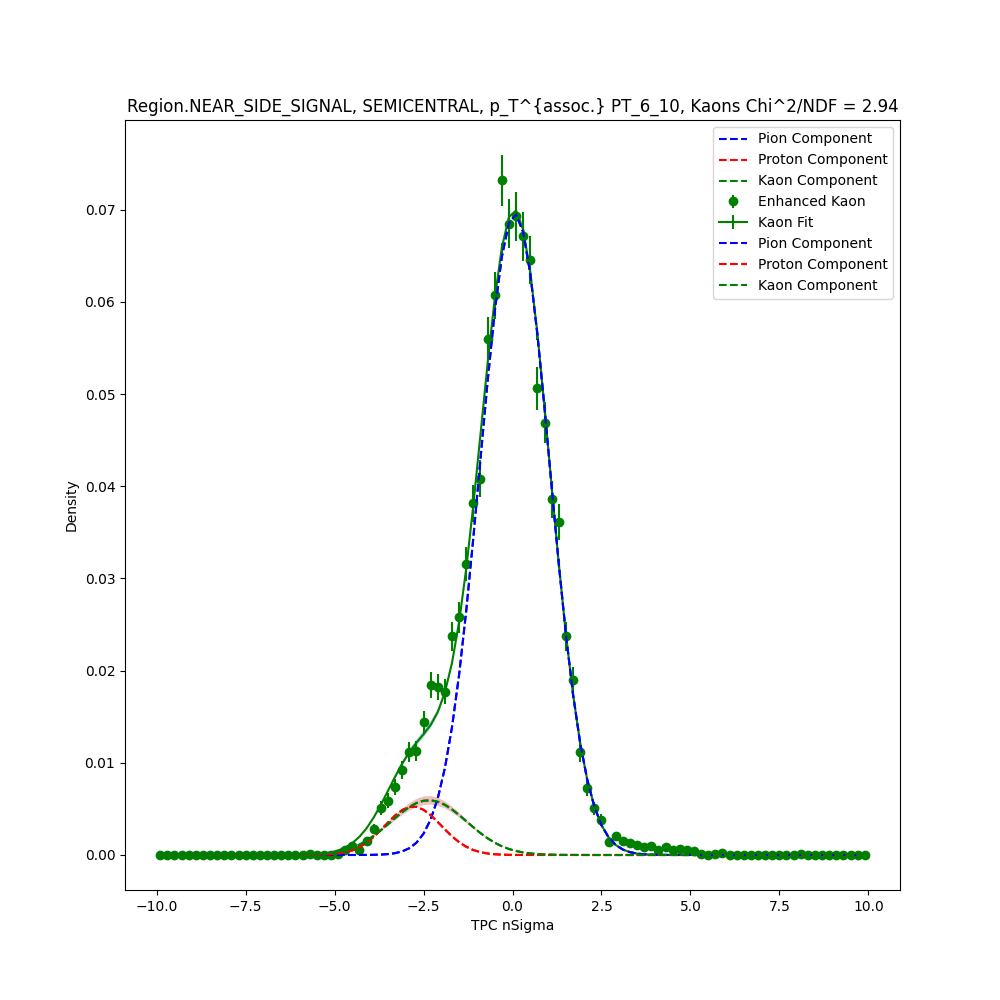 Region.NEAR_SIDE_SIGNAL, SEMICENTRAL, p_T^{assoc.} PT_6_10, Kaons Chi^2/NDF = 2.94
Pion Component
Proton Component
Kaon Component
Enhanced Kaon
Kaon Fit
Pion Component
Proton Component
Kaon Component
0.07
0.06
0.05
0.04
0.03
0.02
0.01
0.00
Density
−10.0 −7.5 −5.0 −2.5 0.0 2.5 5.0 7.5 10.0
TPC nSigma